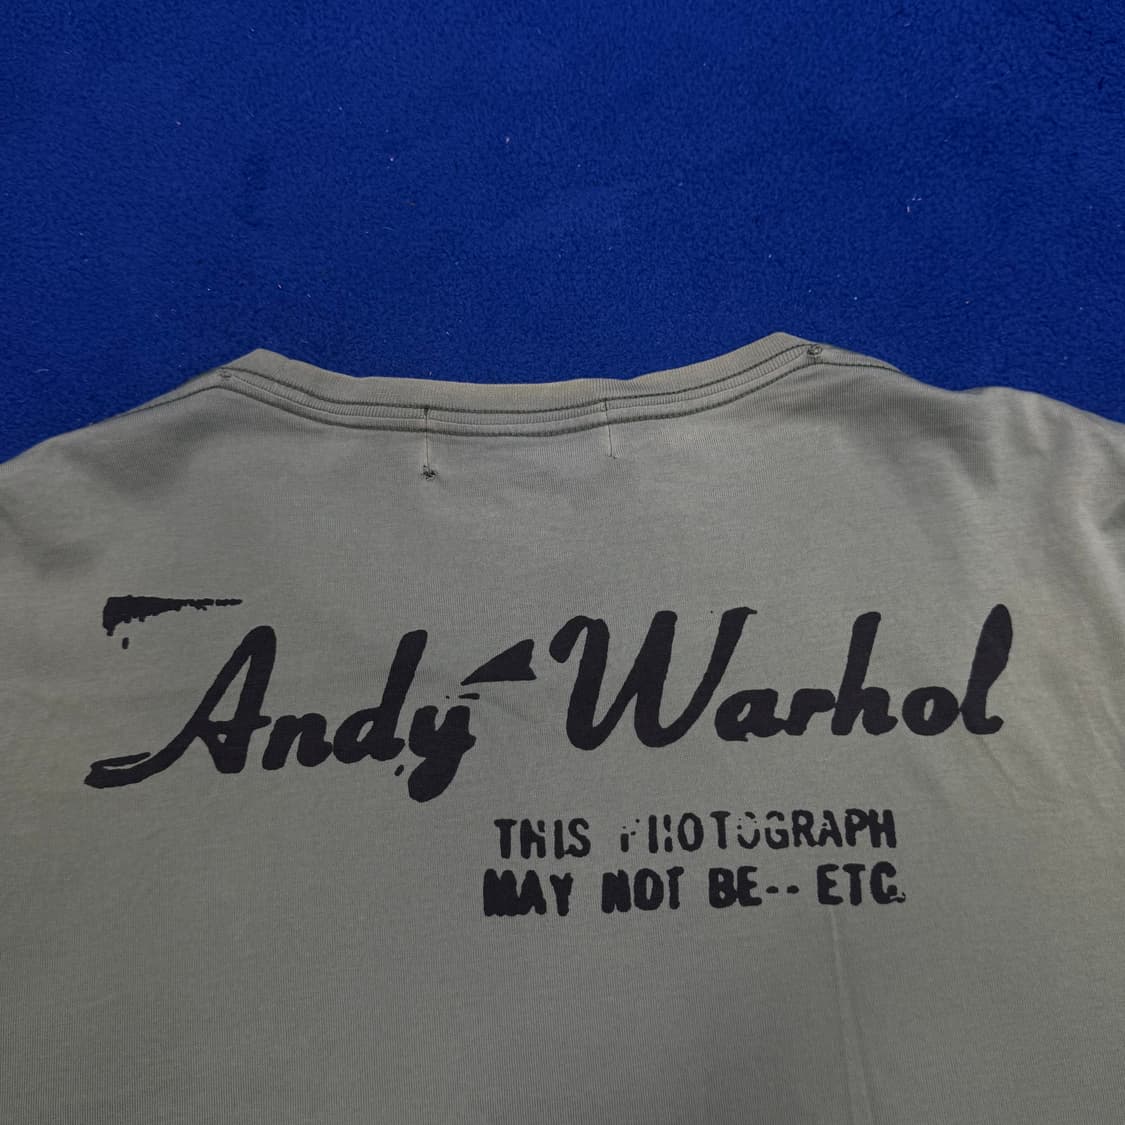 Andy Warhol
THIS PHOTOGRAPH
MAY NOT BE-- ETC.